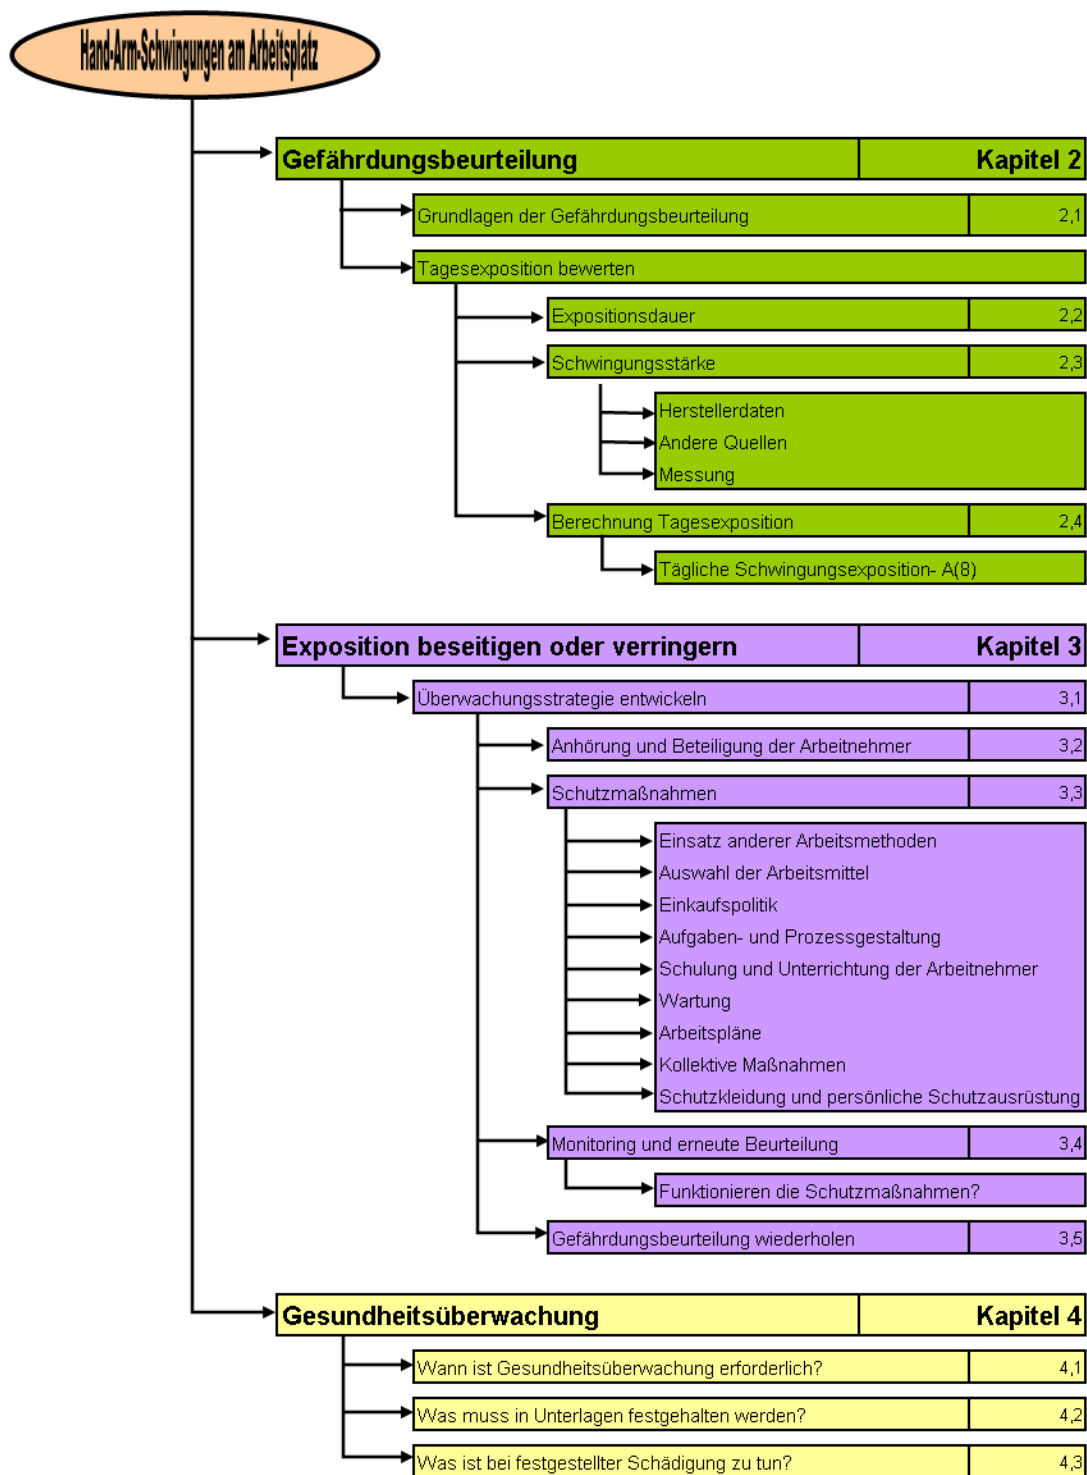 Hand-Arm-Schwingungen am Arbeitsplatz
Gefährdungsbeurteilung Kapitel 2
Grundlagen der Gefährdungsbeurteilung 2,1
Tagesexposition bewerten
Expositionsdauer 2,2
Schwingungsstärke 2,3
Herstellerdaten
Andere Quellen
Messung
Berechnung Tagesexposition 2,4
Tägliche Schwingungsexposition- A(8)
Exposition beseitigen oder verringern Kapitel 3
Überwachungsstrategie entwickeln 3,1
Anhörung und Beteiligung der Arbeitnehmer 3,2
Schutzmaßnahmen 3,3
Einsatz anderer Arbeitsmethoden
Auswahl der Arbeitsmittel
Einkaufspolitik
Aufgaben- und Prozessgestaltung
Schulung und Unterrichtung der Arbeitnehmer
Wartung
Arbeitspläne
Kollektive Maßnahmen
Schutzkleidung und persönliche Schutzausrüstung
Monitoring und erneute Beurteilung 3,4
Funktionieren die Schutzmaßnahmen?
Gefährdungsbeurteilung wiederholen 3,5
Gesundheitsüberwachung Kapitel 4
Wann ist Gesundheitsüberwachung erforderlich? 4,1
Was muss in Unterlagen festgehalten werden? 4,2
Was ist bei festgestellter Schädigung zu tun? 4,3